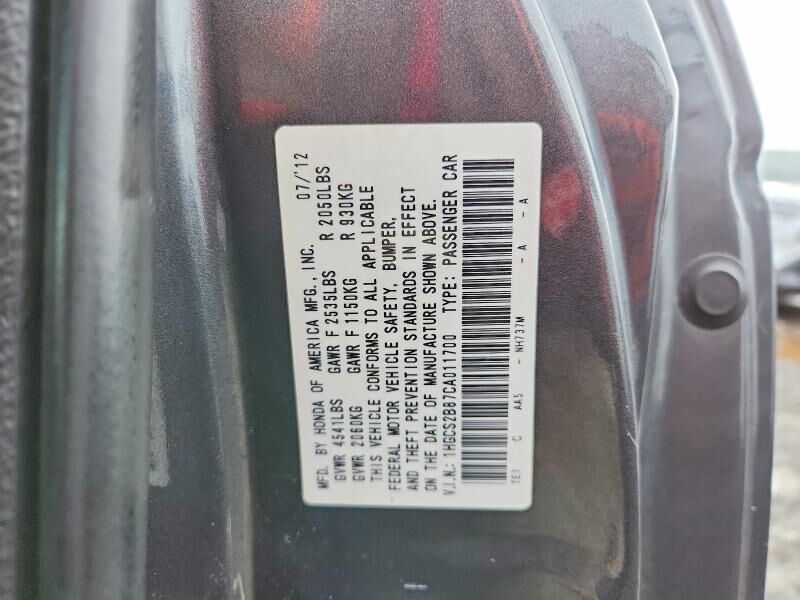 MFD. BY HONDA OF AMERICA MFG., INC. 07/'12
GVWR 4541LBS GAWR F 2535LBS R 2050LBS
GVWR 2060KG GAWR F 1150KG R 930KG
THIS VEHICLE CONFORMS TO ALL APPLICABLE
FEDERAL MOTOR VEHICLE SAFETY, BUMPER,
AND THEFT PREVENTION STANDARDS IN EFFECT
ON THE DATE OF MANUFACTURE SHOWN ABOVE.
V.I.N.: 1HGCS2B87CA011700 TYPE: PASSENGER CAR
TE1 C AA5 - NH737M - A - A